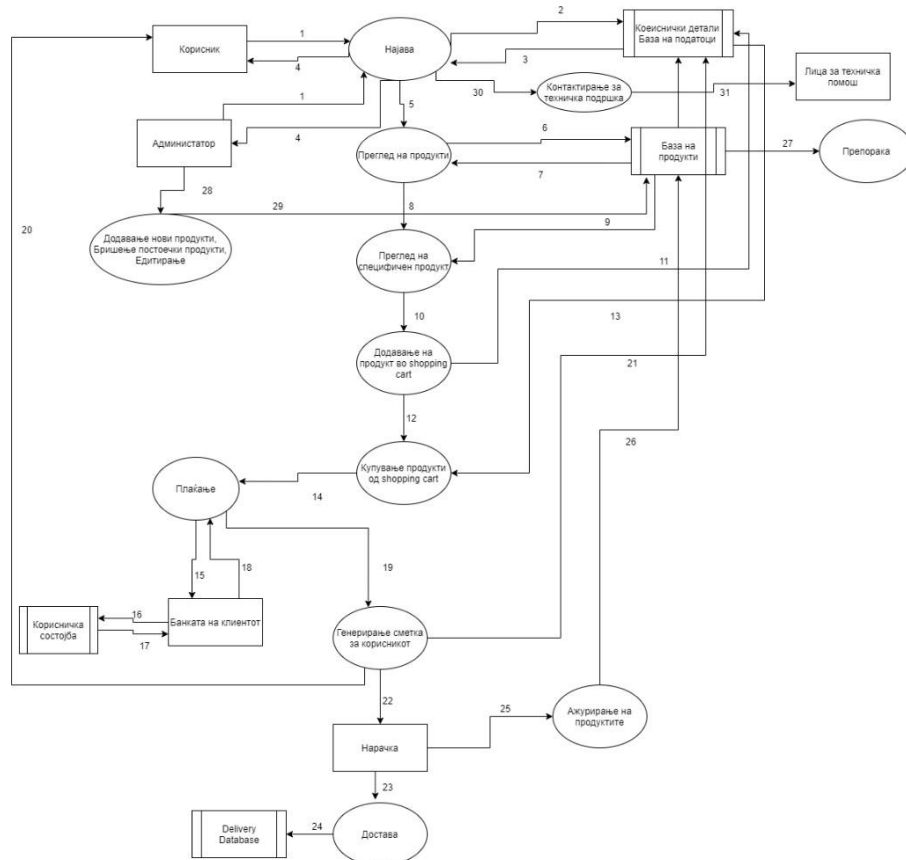 2
1
Корисник
Најава
Коеиснички детали
База на податоци
4
3
Контактирање за
техничка подршка
Лица за техничка
помош
30
31
1
5
6
Администатор
4
Преглед на продукти
База на
продукти
27
Препорака
7
28
29
8
9
20
Додавање нови продукти,
Бришење постоечки продукти,
Едитирање
Преглед на
специфичен продукт
11
10
13
Додавање на
продукт во shopping
cart
21
12
26
Купување продукти
од shopping cart
Плаќање
14
15
18
19
16
Корисничка
состојба
Банката на клиентот
17
Генерирање сметка
за корисникот
22
25
Ажурирање на
продуктите
Нарачка
23
Delivery
Database
24
Достава